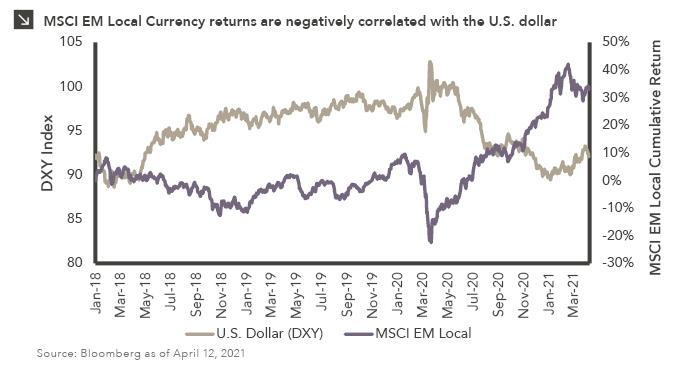 MSCI EM Local Currency returns are negatively correlated with the U.S. dollar
105
100
95
90
85
80
DXY Index
50%
40%
30%
20%
10%
0%
-10%
-20%
-30%
MSCI EM Local Cumulative Return
Jan-18
Mar-18
May-18
Jul-18
Sep-18
Nov-18
Jan-19
Mar-19
May-19
Jul-19
Sep-19
Nov-19
Jan-20
Mar-20
May-20
Jul-20
Sep-20
Nov-20
Jan-21
Mar-21
U.S. Dollar (DXY)
MSCI EM Local
Source: Bloomberg as of April 12, 2021